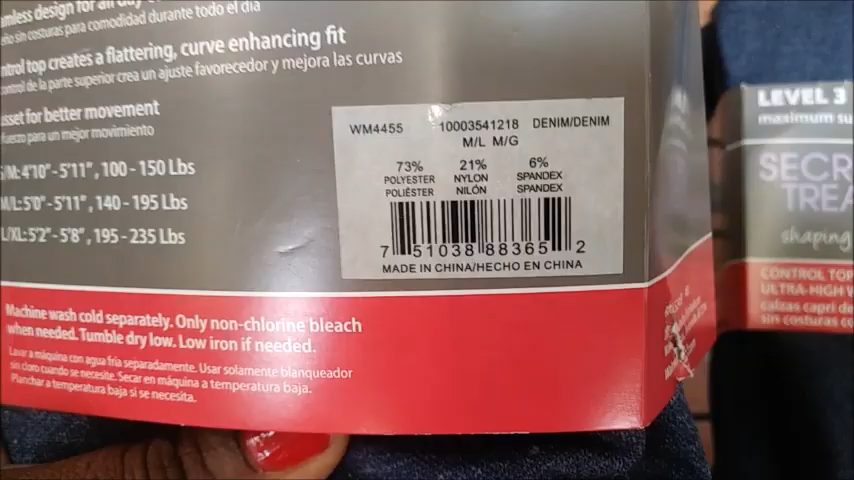 mless design for all day
eño sin costuras para comodidad durante todo el día
ntrol top creates a flattering, curve enhancing fit
control de la parte superior crea un ajuste favorecedor y mejora las curvas
sset for better movement
fuerzo para un mejor movimiento
S/M: 4'10"-5'11", 100-150 Lbs
M/L: 5'0"-5'11", 140-195 Lbs
L/XL: 5'2"-5'8", 195-235 Lbs
WM4455 10003541218 DENIM/DENIM
M/L M/G
73% 21% 6%
POLYESTER NYLON SPANDEX
POLIÉSTER NILÓN SPANDEX
7 51038 88365 2
MADE IN CHINA/HECHO EN CHINA
Machine wash cold separately. Only non-chlorine bleach
when needed. Tumble dry low. Low iron if needed.
Lavar a máquina con agua fría separadamente. Usar solamente blanqueador
sin cloro cuando se necesite. Secar en máquina a temperatura baja.
Planchar a temperatura baja si se necesita.
LEVEL 3
maximum su
SECR
TREA
shaping
CONTROL TOP
ULTRA-HIGH W
calzas capri de
sin costuras co